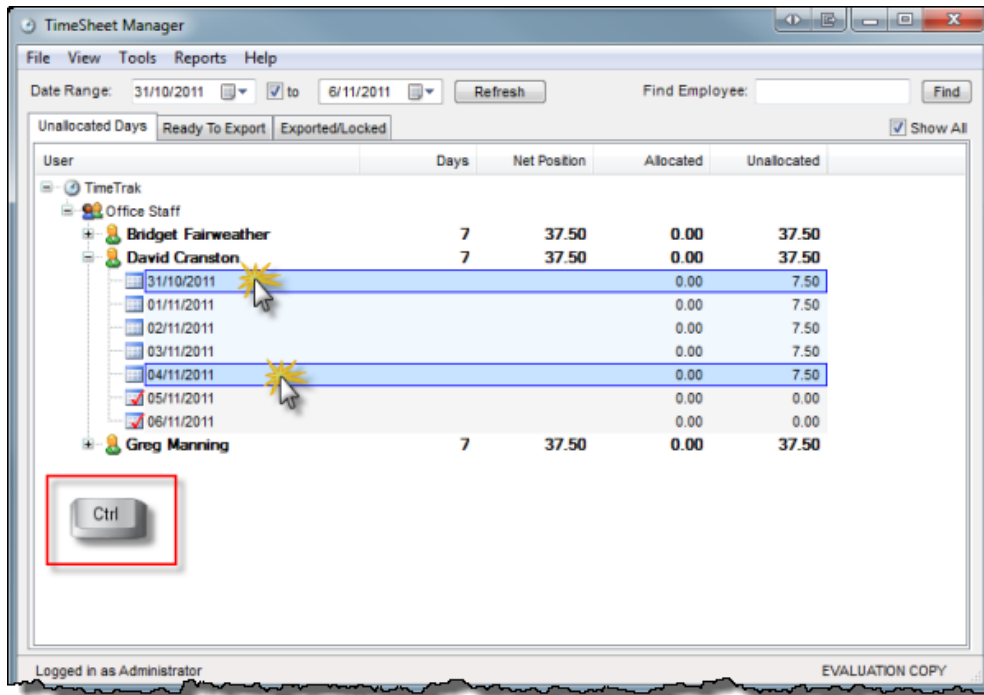 TimeSheet Manager
File View Tools Reports Help
Date Range: 31/10/2011 to 6/11/2011 Refresh Find Employee: Find
Unallocated Days Ready To Export Exported/Locked Show All
User Days Net Position Allocated Unallocated
TimeTrak
Office Staff
Bridget Fairweather 7 37.50 0.00 37.50
David Cranston 7 37.50 0.00 37.50
31/10/2011 0.00 7.50
01/11/2011 0.00 7.50
02/11/2011 0.00 7.50
03/11/2011 0.00 7.50
04/11/2011 0.00 7.50
05/11/2011 0.00 0.00
06/11/2011 0.00 0.00
Greg Manning 7 37.50 0.00 37.50
Ctrl
Logged in as Administrator EVALUATION COPY